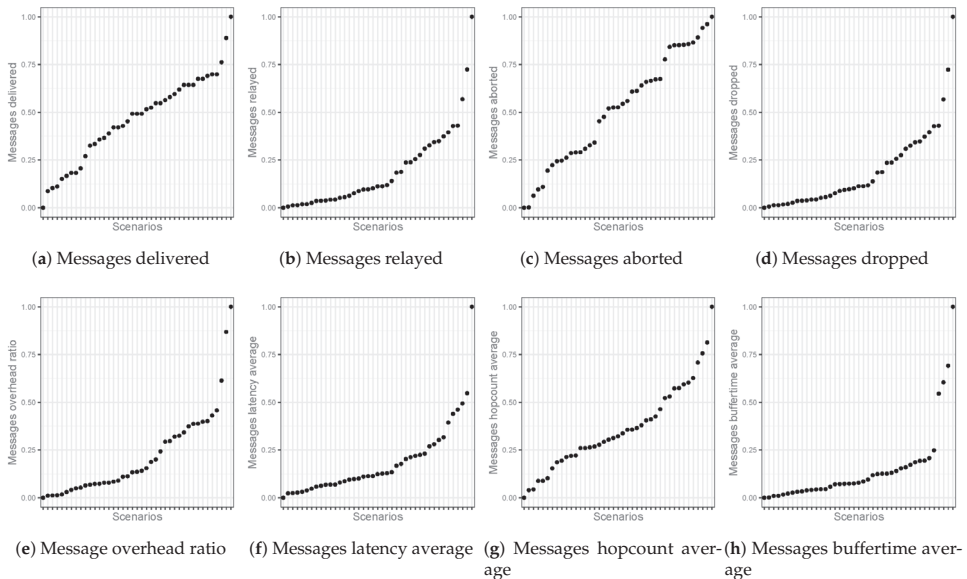 1.00
0.75
0.50
0.25
0.00
Messages delivered
Scenarios
(a) Messages delivered
1.00
0.75
0.50
0.25
0.00
Messages relayed
Scenarios
(b) Messages relayed
1.00
0.75
0.50
0.25
0.00
Messages aborted
Scenarios
(c) Messages aborted
1.00
0.75
0.50
0.25
0.00
Messages dropped
Scenarios
(d) Messages dropped
1.00
0.75
0.50
0.25
0.00
Messages overhead ratio
Scenarios
(e) Message overhead ratio
1.00
0.75
0.50
0.25
0.00
Messages latency average
Scenarios
(f) Messages latency average
1.00
0.75
0.50
0.25
0.00
Messages hopcount average
Scenarios
(g) Messages hopcount aver-
age
1.00
0.75
0.50
0.25
0.00
Messages buffertime average
Scenarios
(h) Messages buffertime aver-
age